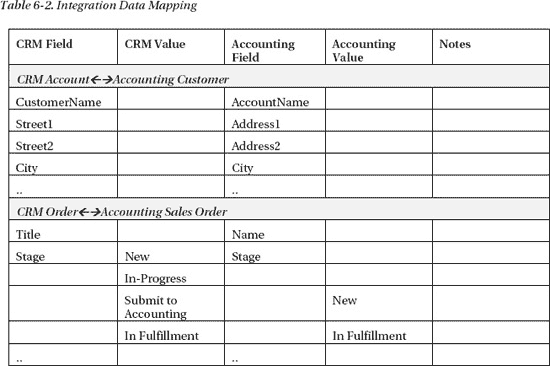 Table 6-2. Integration Data Mapping
CRM Field CRM Value Accounting Field Accounting Value Notes
CRM Account←→Accounting Customer
CustomerName AccountName
Street1 Address1
Street2 Address2
City City
.. ..
CRM Order←→Accounting Sales Order
Title Name
Stage New Stage
In-Progress
Submit to Accounting New
In Fulfillment In Fulfillment
.. ..